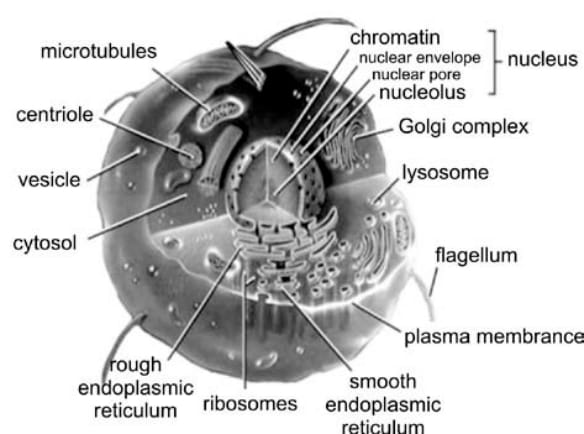 microtubules
centriole
vesicle
cytosol
rough
endoplasmic
reticulum
ribosomes
smooth
endoplasmic
reticulum
chromatin
nuclear envelope
nuclear pore
nucleolus
nucleus
Golgi complex
lysosome
flagellum
plasma membrance